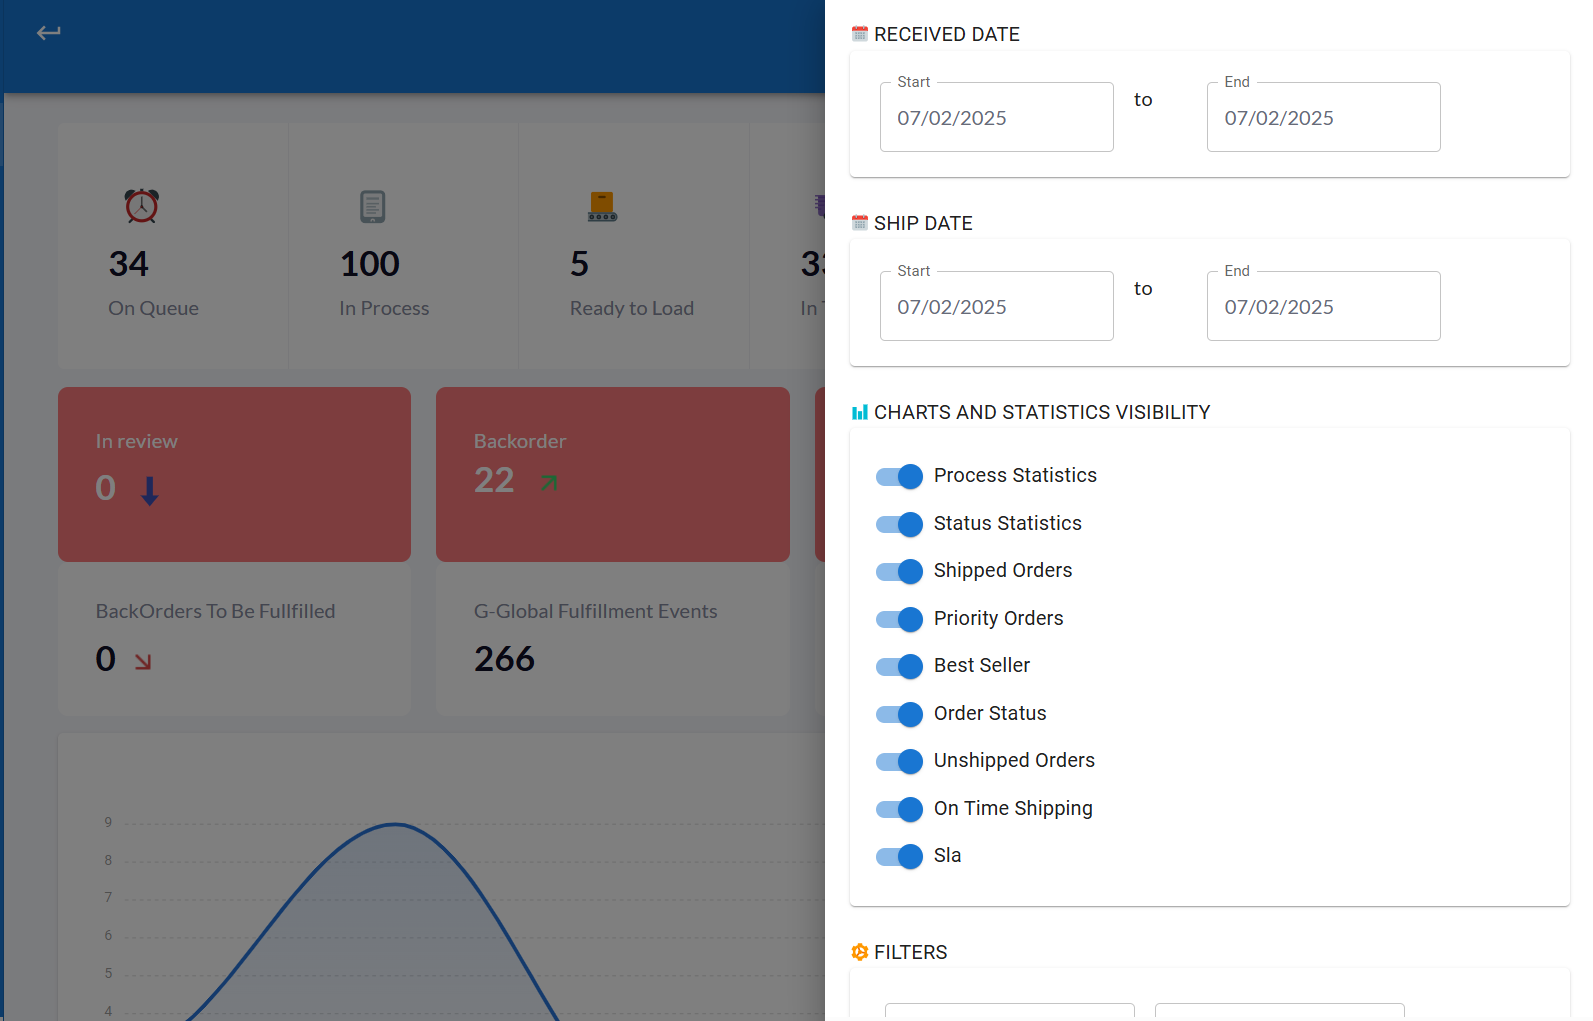 34
On Queue
100
In Process
5
Ready to Load
In review
0
Backorder
22
BackOrders To Be Fullfilled
0
G-Global Fulfillment Events
266
9
8
7
6
5
4
RECEIVED DATE
Start
07/02/2025
to
End
07/02/2025
SHIP DATE
Start
07/02/2025
to
End
07/02/2025
CHARTS AND STATISTICS VISIBILITY
Process Statistics
Status Statistics
Shipped Orders
Priority Orders
Best Seller
Order Status
Unshipped Orders
On Time Shipping
Sla
FILTERS